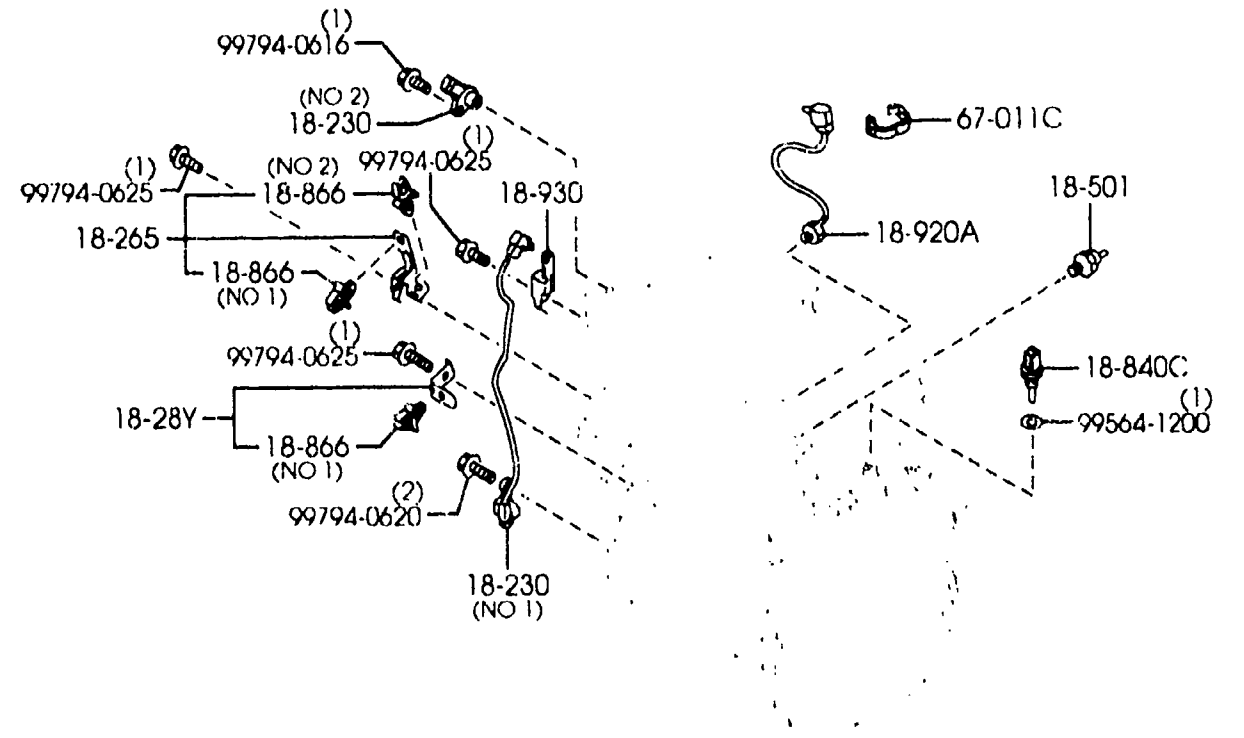 (1)
99794-0616
(NO 2)
18-230
(1)
99794-0625
(1)
99794-0625
(NO 2)
18-866
18-265
18-866
(NO 1)
18-930
67-011C
18-920A
18-501
(1)
99794-0625
18-28Y
18-866
(NO 1)
18-840C
(1)
99564-1200
(2)
99794-0620
18-230
(NO 1)